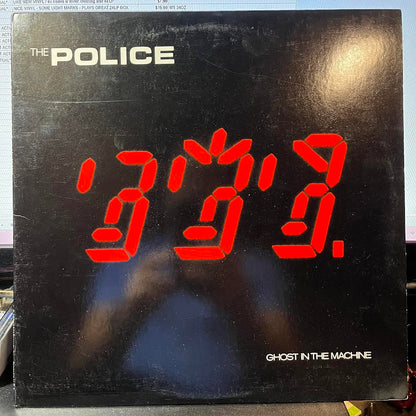 THE POLICE
GHOST IN THE MACHINE